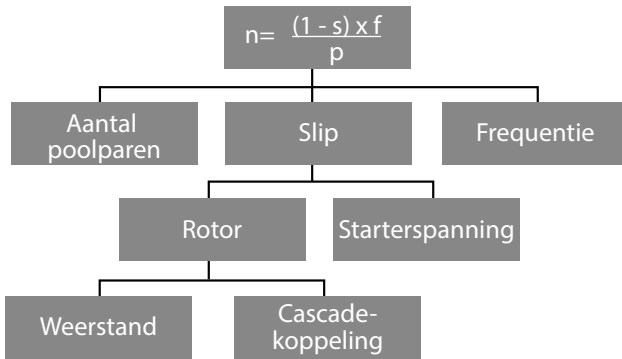 n= (1 - s) x f
p
Aantal
poolparen
Slip
Frequentie
Rotor
Starterspanning
Weerstand
Cascade-
koppeling